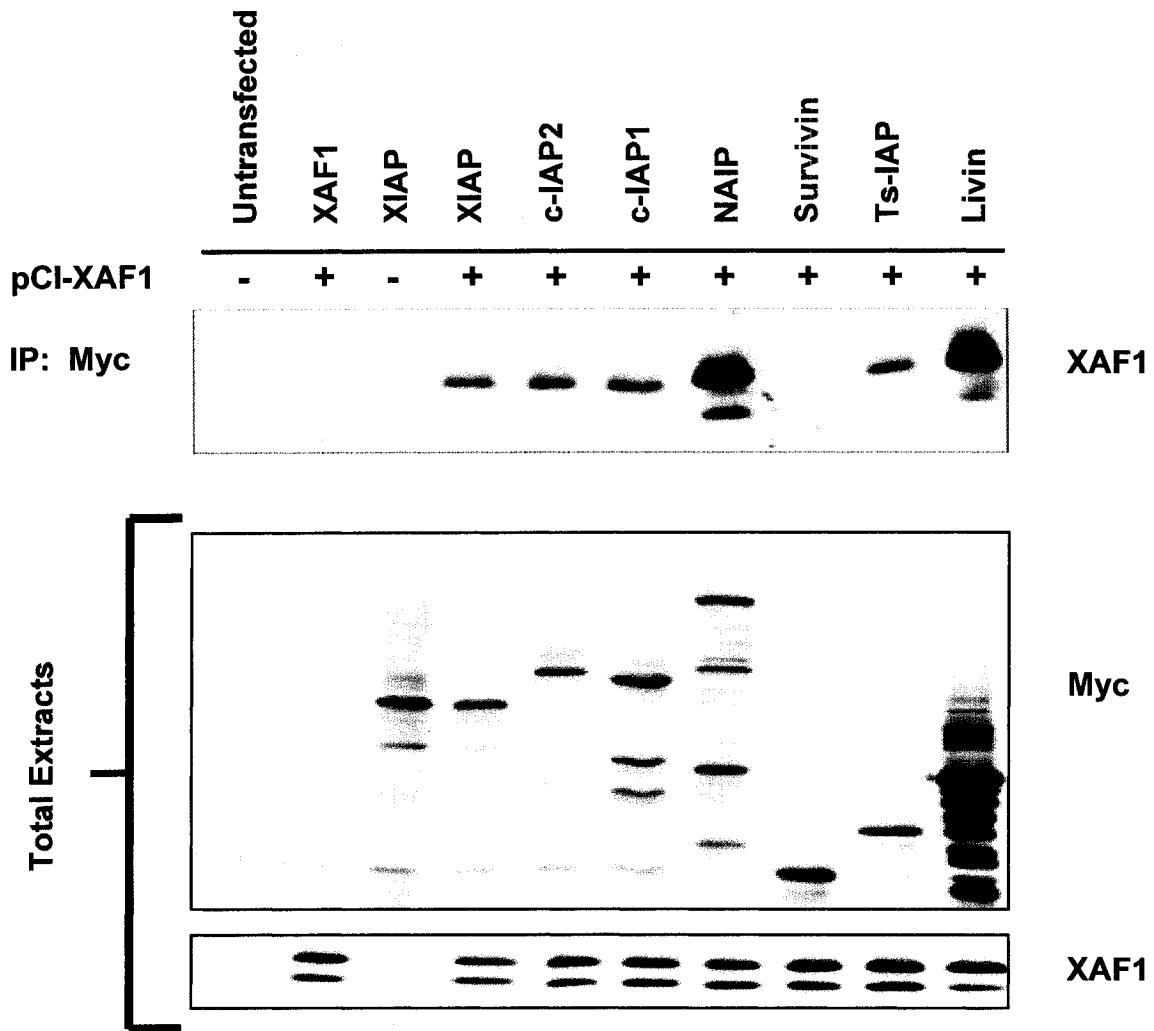 Untransfected
XAF1
XIAP
XIAP
c-IAP2
c-IAP1
NAIP
Survivin
Ts-IAP
Livin
pCI-XAF1 - + - + + + + + + +
IP: Myc
XAF1
Total Extracts
Myc
XAF1